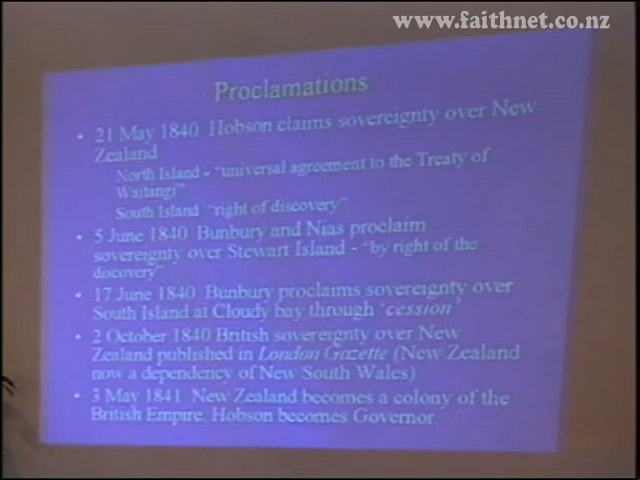 www.faithnet.co.nz
Proclamations
• 21 May 1840 Hobson claims sovereignty over New
Zealand
- North Island - "universal agreement to the Treaty of
Waitangi"
South Island "right of discovery"
• 5 June 1840 Bunbury and Nias proclaim
sovereignty over Stewart Island - "by right of the
discovery"
• 17 June 1840 Bunbury proclaims sovereignty over
South Island at Cloudy bay through 'cession'
• 2 October 1840 British sovereignty over New
Zealand published in London Gazette (New Zealand
now a dependency of New South Wales)
• 3 May 1841 New Zealand becomes a colony of the
British Empire. Hobson becomes Governor.